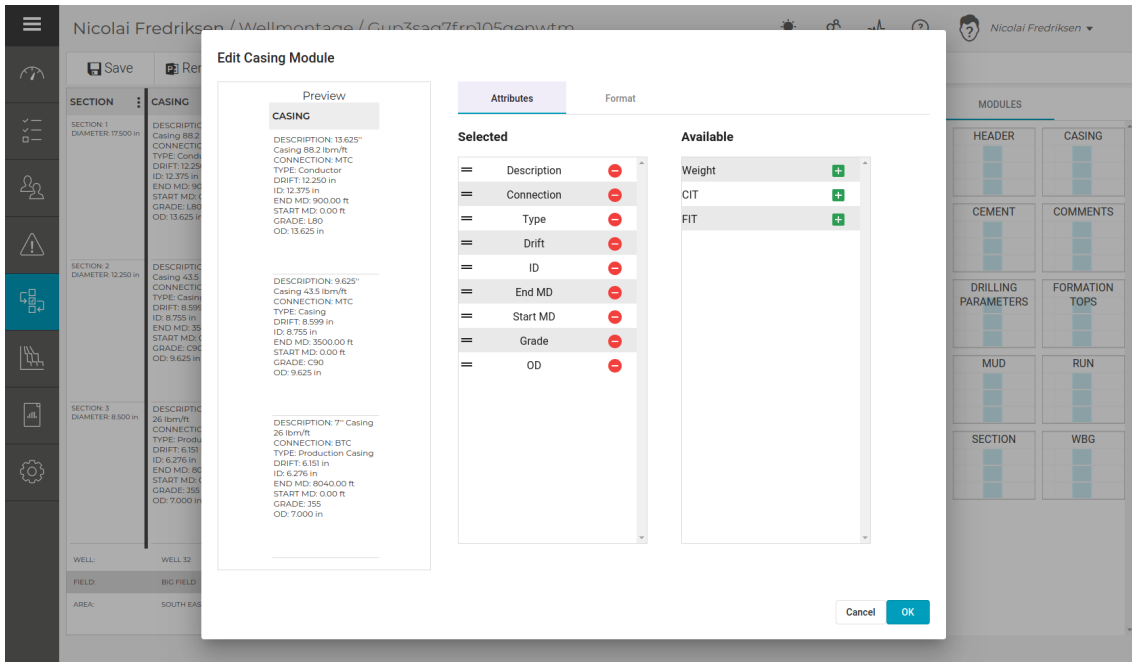 Nicolai Fredriksen / Wellmontage / Gup3sag7frp105genwtm
Nicolai Fredriksen
Save
SECTION
CASING
SECTION: 1
DIAMETER: 17.500 in
Casing 88.2
SECTION: 2
DIAMETER: 12.250 in
Casing 43.5
SECTION: 3
DIAMETER: 8.500 in
26 lbm/ft
WELL:
WELL 32
FIELD:
BIG FIELD
AREA:
Edit Casing Module
Preview
CASING
DESCRIPTION: 13.625"
Casing 88.2 lbm/ft
CONNECTION: MTC
TYPE: Conductor
DRIFT: 12.250 in
ID: 12.375 in
END MD: 900.00 ft
START MD: 0.00 ft
GRADE: L80
OD: 13.625 in
DESCRIPTION: 9.625"
Casing 43.5 lbm/ft
CONNECTION: MTC
TYPE: Casing
DRIFT: 8.599 in
ID: 8.755 in
END MD: 3500.00 ft
START MD: 0.00 ft
GRADE: C90
OD: 9.625 in
DESCRIPTION: 7" Casing
26 lbm/ft
CONNECTION: BTC
TYPE: Production Casing
DRIFT: 6.151 in
ID: 6.276 in
END MD: 8040.00 ft
START MD: 0.00 ft
GRADE: J55
OD: 7.000 in
Attributes
Format
Selected
Description
Connection
Type
Drift
ID
End MD
Start MD
Grade
OD
Available
Weight
CIT
FIT
Cancel
OK
MODULES
HEADER
CASING
CEMENT
COMMENTS
DRILLING
PARAMETERS
FORMATION
TOPS
MUD
RUN
SECTION
WBG